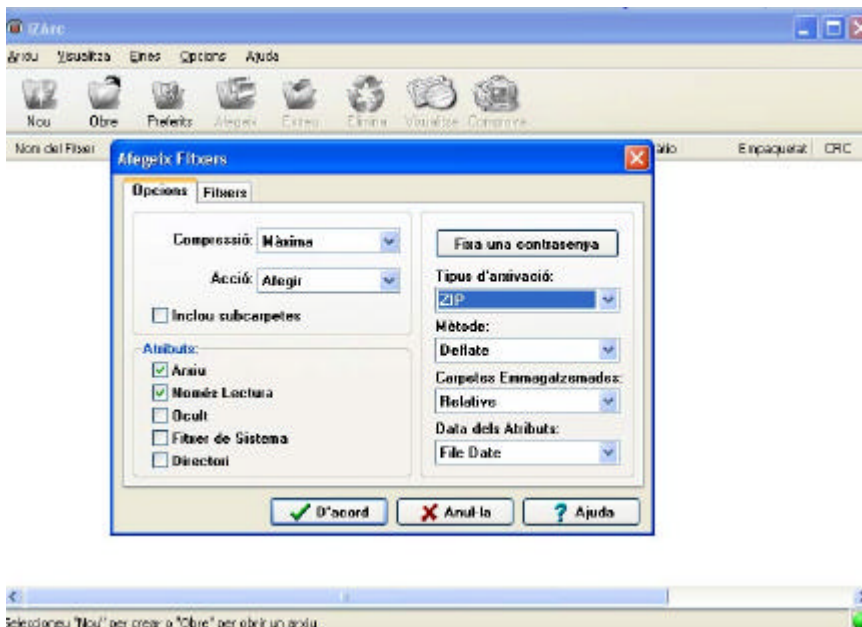 IZArc
Arxiu Visualitza Eines Opcions Ajuda
Nou Obre Preferits Afegeix Extreu Elimina Visualitza Comprova
Nom del Fitxer Empaquetat CRC
Afegeix Fitxers
Opcions Fitxers
Compressió: Màxima
Acció: Afegir
Inclou subcarpetes
Atributs:
Arxiu
Només Lectura
Ocult
Fitxer de Sistema
Directori
Fixa una contrasenya
Tipus d'arxivació:
ZIP
Mètode:
Deflate
Carpetes Emmagatzemades:
Relative
Data dels Atributs:
File Date
D'acord Anul·la Ajuda
Seleccioneu "Nou" per crear o "Obre" per obrir un arxiu